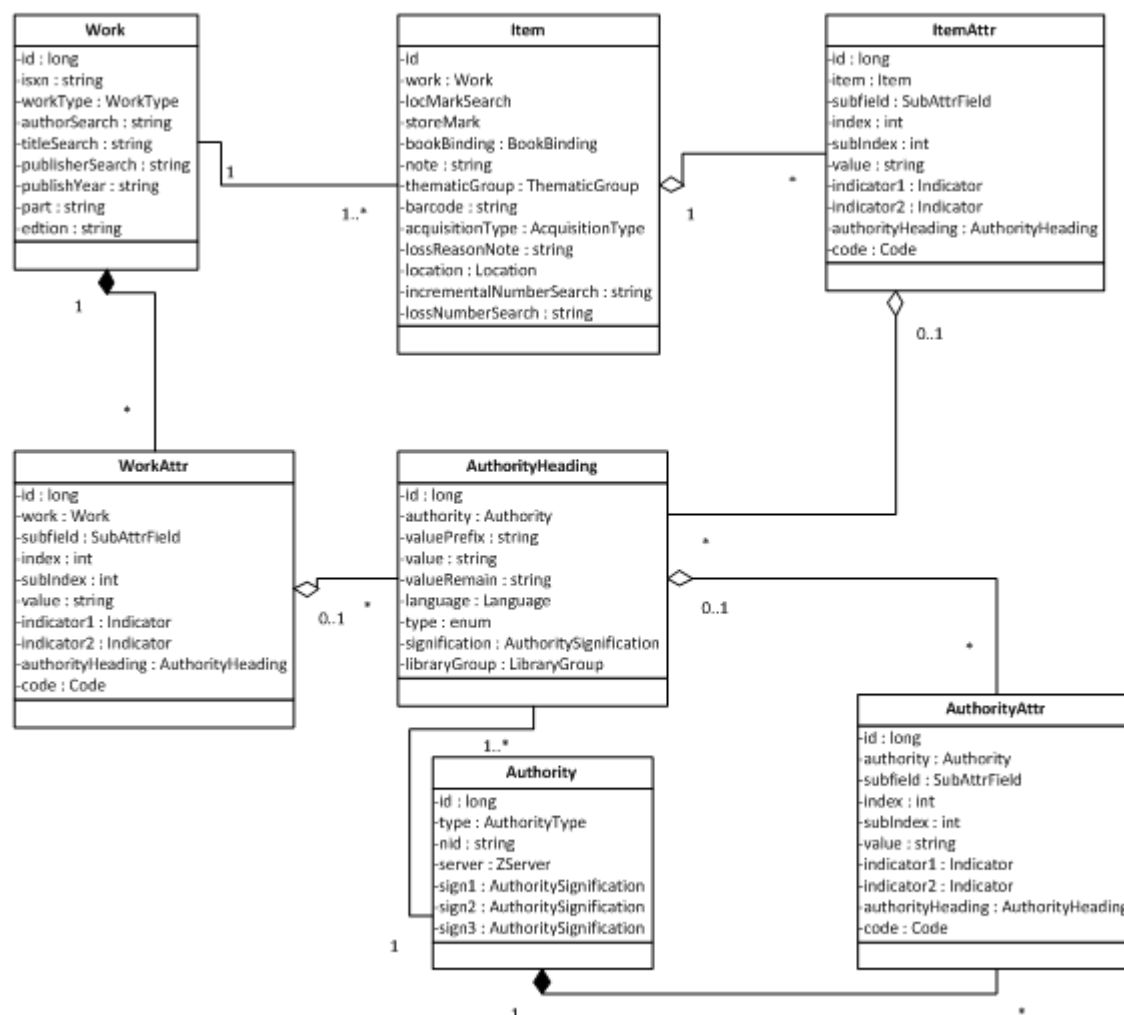 Work
-id : long
-isxn : string
-workType : WorkType
-authorSearch : string
-titleSearch : string
-publisherSearch : string
-publishYear : string
-part : string
-edtion : string
1
1..*
1
*
Item
-id
-work : Work
-locMarkSearch
-storeMark
-bookBinding : BookBinding
-note : string
-thematicGroup : ThematicGroup
-barcode : string
-acquisitionType : AcquisitionType
-lossReasonNote : string
-location : Location
-incrementalNumberSearch : string
-lossNumberSearch : string
1
*
ItemAttr
-id : long
-item : Item
-subfield : SubAttrField
-index : int
-subIndex : int
-value : string
-indicator1 : Indicator
-indicator2 : Indicator
-authorityHeading : AuthorityHeading
-code : Code
0..1
*
WorkAttr
-id : long
-work : Work
-subfield : SubAttrField
-index : int
-subIndex : int
-value : string
-indicator1 : Indicator
-indicator2 : Indicator
-authorityHeading : AuthorityHeading
-code : Code
0..1
*
AuthorityHeading
-id : long
-authority : Authority
-valuePrefix : string
-value : string
-valueRemain : string
-language : Language
-type : enum
-signification : AuthoritySignification
-libraryGroup : LibraryGroup
0..1
*
1..*
1
Authority
-id : long
-type : AuthorityType
-nid : string
-server : ZServer
-sign1 : AuthoritySignification
-sign2 : AuthoritySignification
-sign3 : AuthoritySignification
1
*
AuthorityAttr
-id : long
-authority : Authority
-subfield : SubAttrField
-index : int
-subIndex : int
-value : string
-indicator1 : Indicator
-indicator2 : Indicator
-authorityHeading : AuthorityHeading
-code : Code